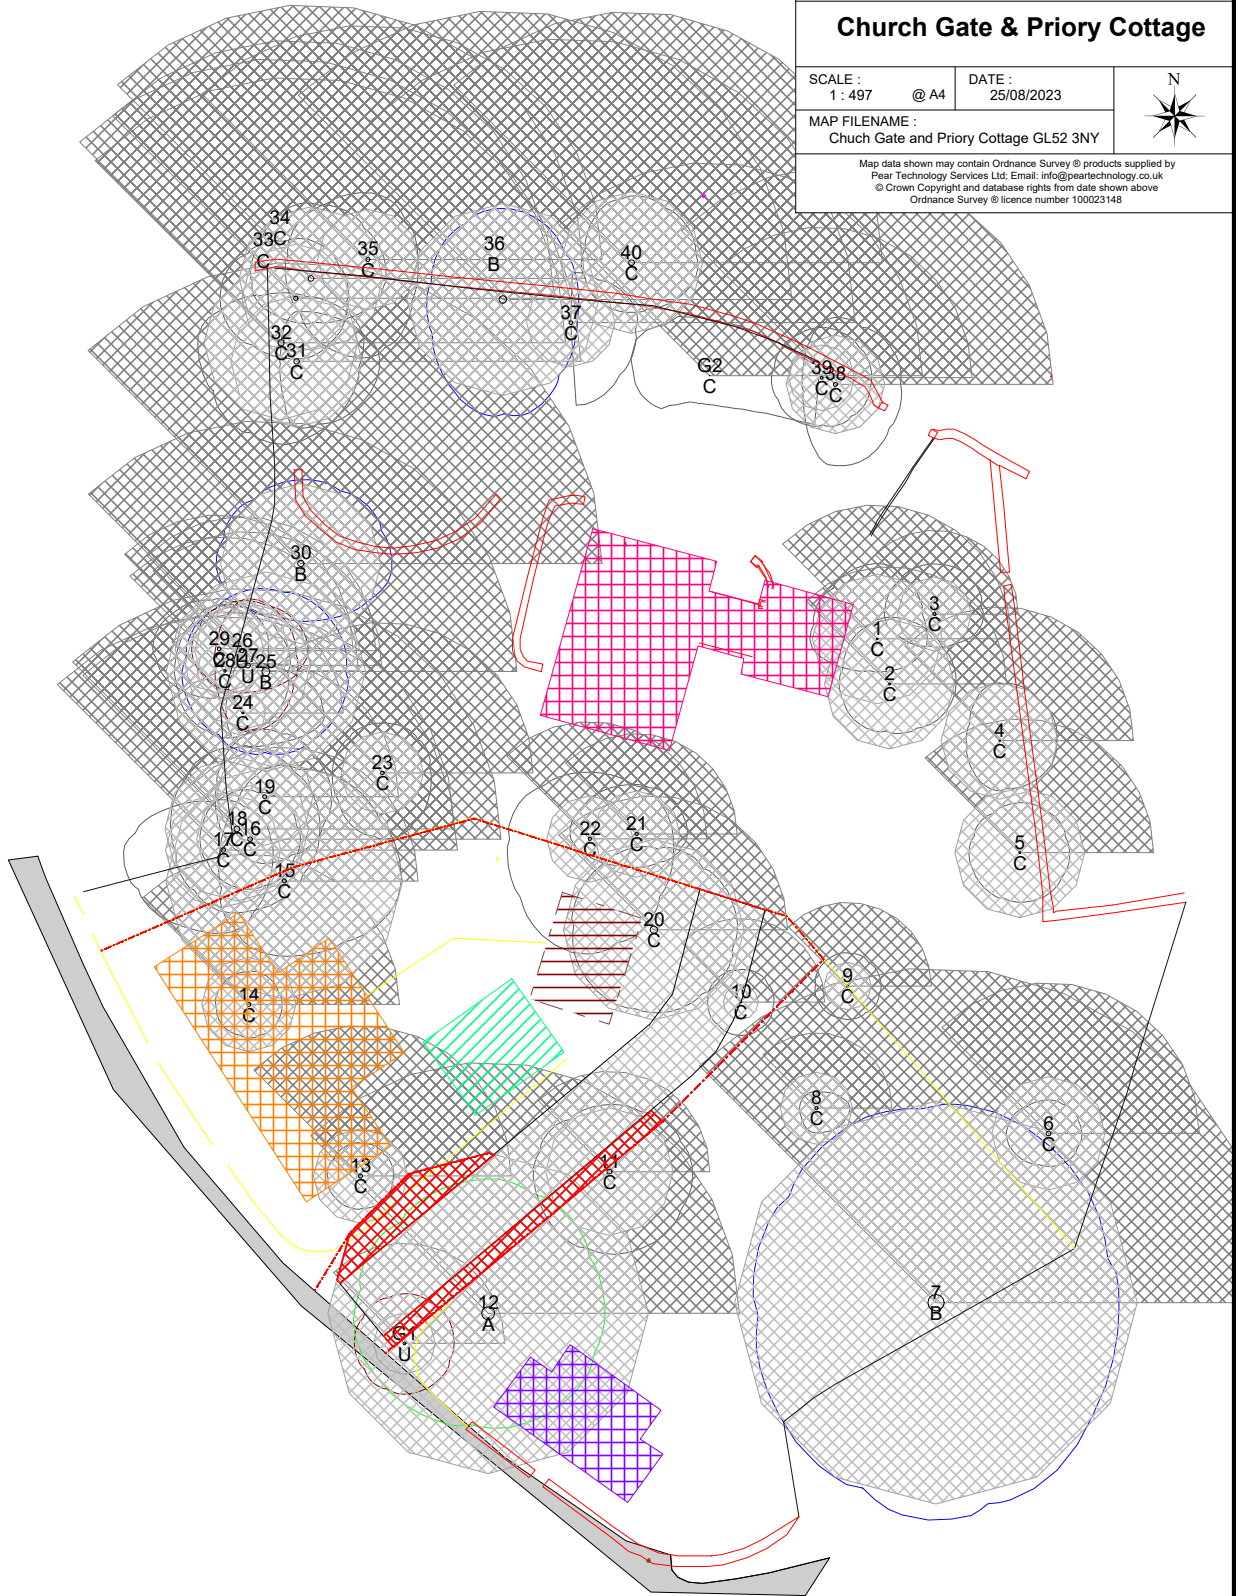 Church Gate & Priory Cottage
SCALE :
1 : 497 @ A4
DATE :
25/08/2023
N
MAP FILENAME :
Chuch Gate and Priory Cottage GL52 3NY
Map data shown may contain Ordnance Survey ® products supplied by
Pear Technology Services Ltd; Email: info@peartechnology.co.uk
© Crown Copyright and database rights from date shown above
Ordnance Survey ® licence number 100023148
34
C
33
C
35
C
36
B
40
C
37
C
32
C
31
C
G2
C
39
C
38
C
30
B
3
C
1
C
2
C
29
26
27
U
28
C
25
B
24
C
4
C
23
C
19
C
18
C
16
C
17
C
22
C
21
C
5
C
15
C
20
C
14
C
10
C
9
C
8
C
6
C
13
C
11
C
12
A
7
B
G1
U